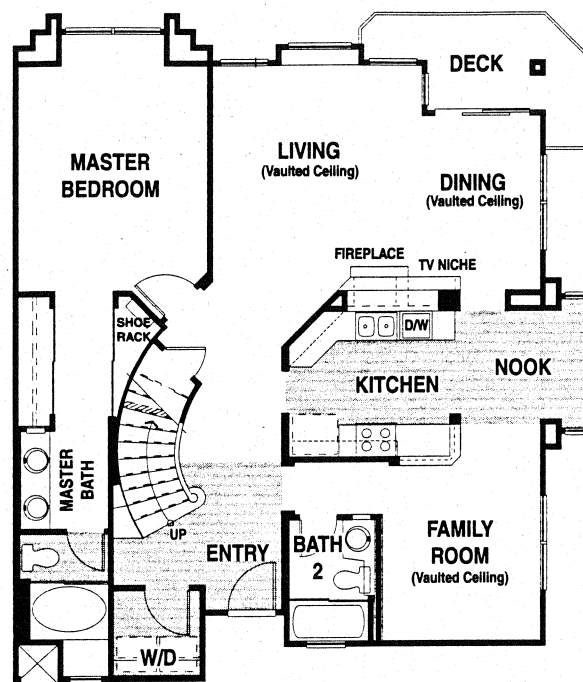 DECK
MASTER
BEDROOM
LIVING
(Vaulted Ceiling)
DINING
(Vaulted Ceiling)
FIREPLACE
TV NICHE
SHOE
RACK
D/W
KITCHEN
NOOK
MASTER
BATH
UP
ENTRY
BATH
2
FAMILY
ROOM
(Vaulted Ceiling)
W/D